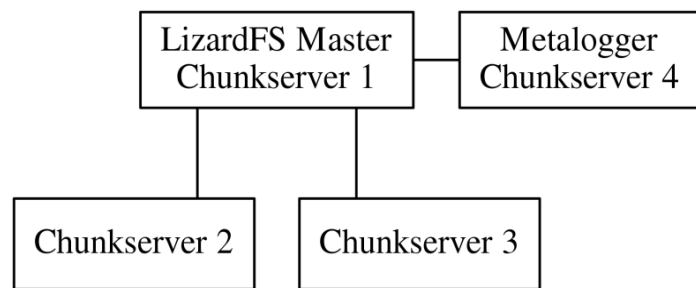 LizardFS Master
Chunkserver 1
Metalogger
Chunkserver 4
Chunkserver 2
Chunkserver 3